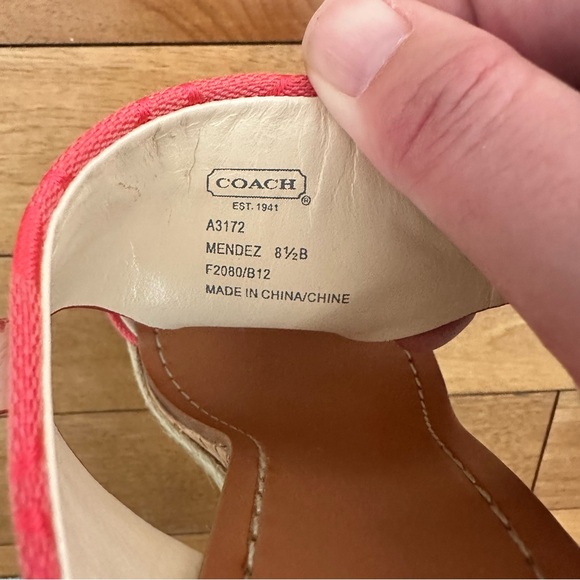 COACH®
EST. 1941
A3172
MENDEZ 8½B
F2080/B12
MADE IN CHINA/CHINE